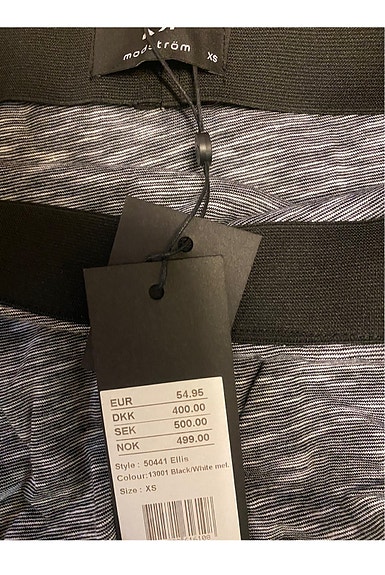 modström
XS
EUR 54.95
DKK 400.00
SEK 500.00
NOK 499.00
Style : 50441 Ellis
Colour:13001 Black/White mel.
Size : XS